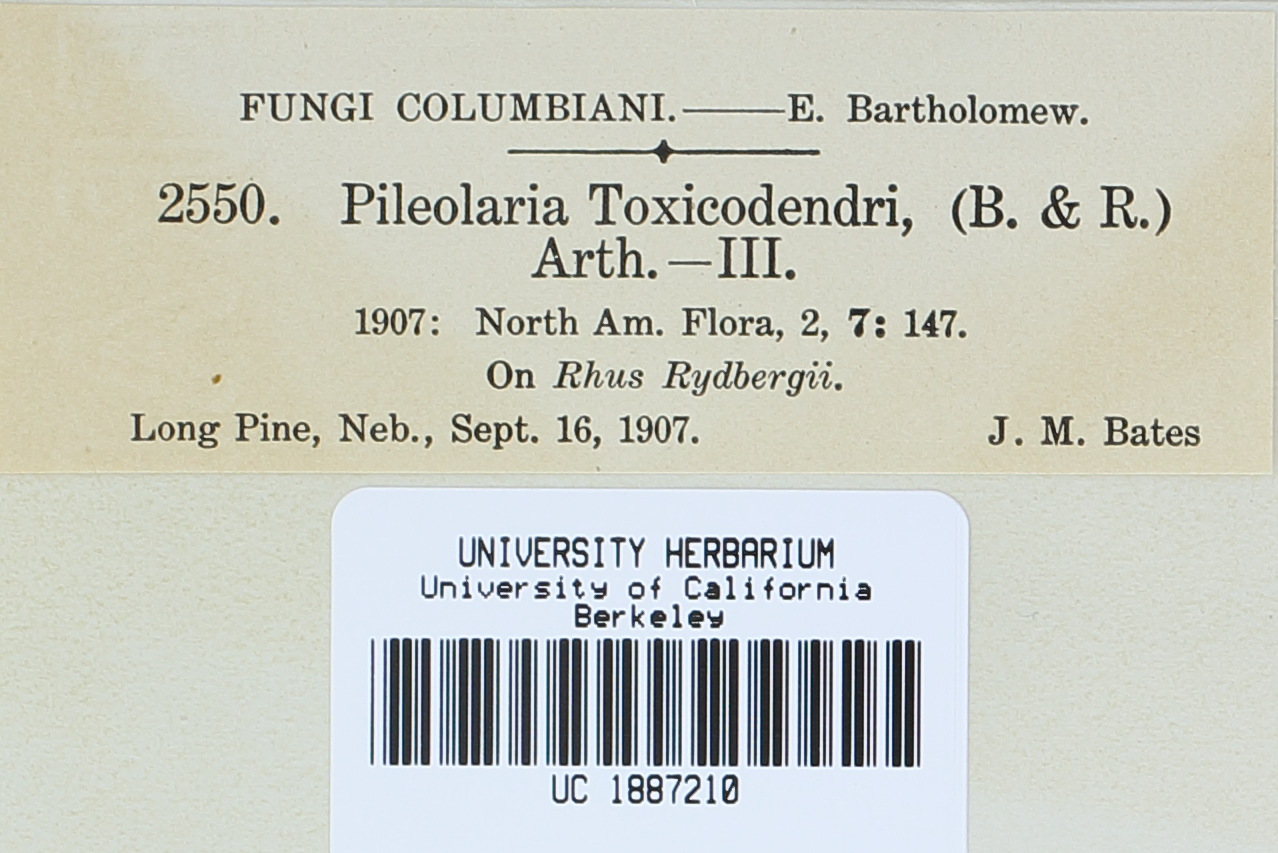 FUNGI COLUMBIANI.——E. Bartholomew.
2550. Pileolaria Toxicodendri, (B. & R.)
Arth.—III.
1907: North Am. Flora, 2, 7: 147.
On Rhus Rydbergii.
Long Pine, Neb., Sept. 16, 1907. J. M. Bates
UNIVERSITY HERBARIUM
University of California
Berkeley
UC 1887210